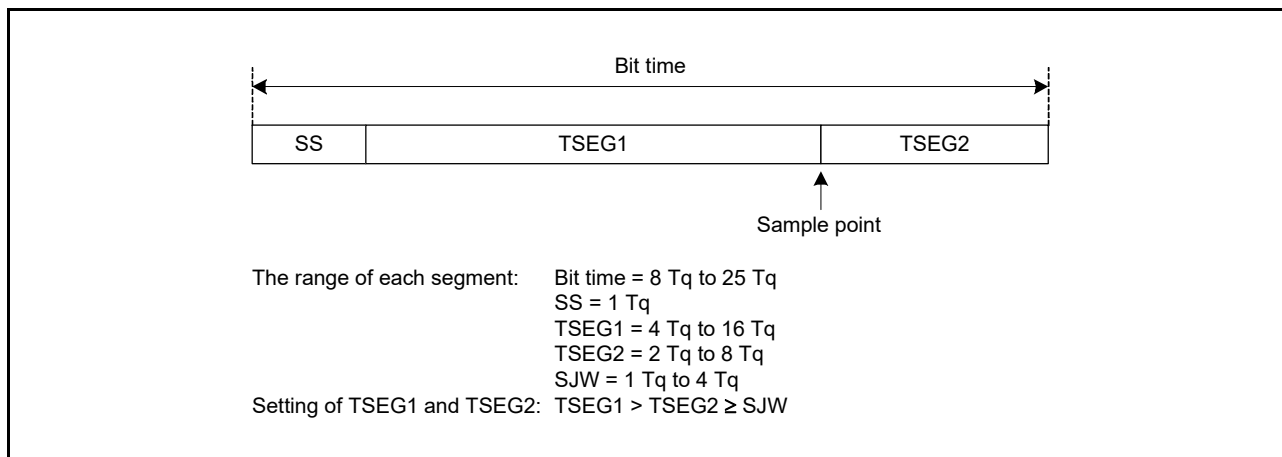 Bit time
SS TSEG1 TSEG2
Sample point
The range of each segment: Bit time = 8 Tq to 25 Tq
SS = 1 Tq
TSEG1 = 4 Tq to 16 Tq
TSEG2 = 2 Tq to 8 Tq
SJW = 1 Tq to 4 Tq
Setting of TSEG1 and TSEG2: TSEG1 > TSEG2 ≥ SJW